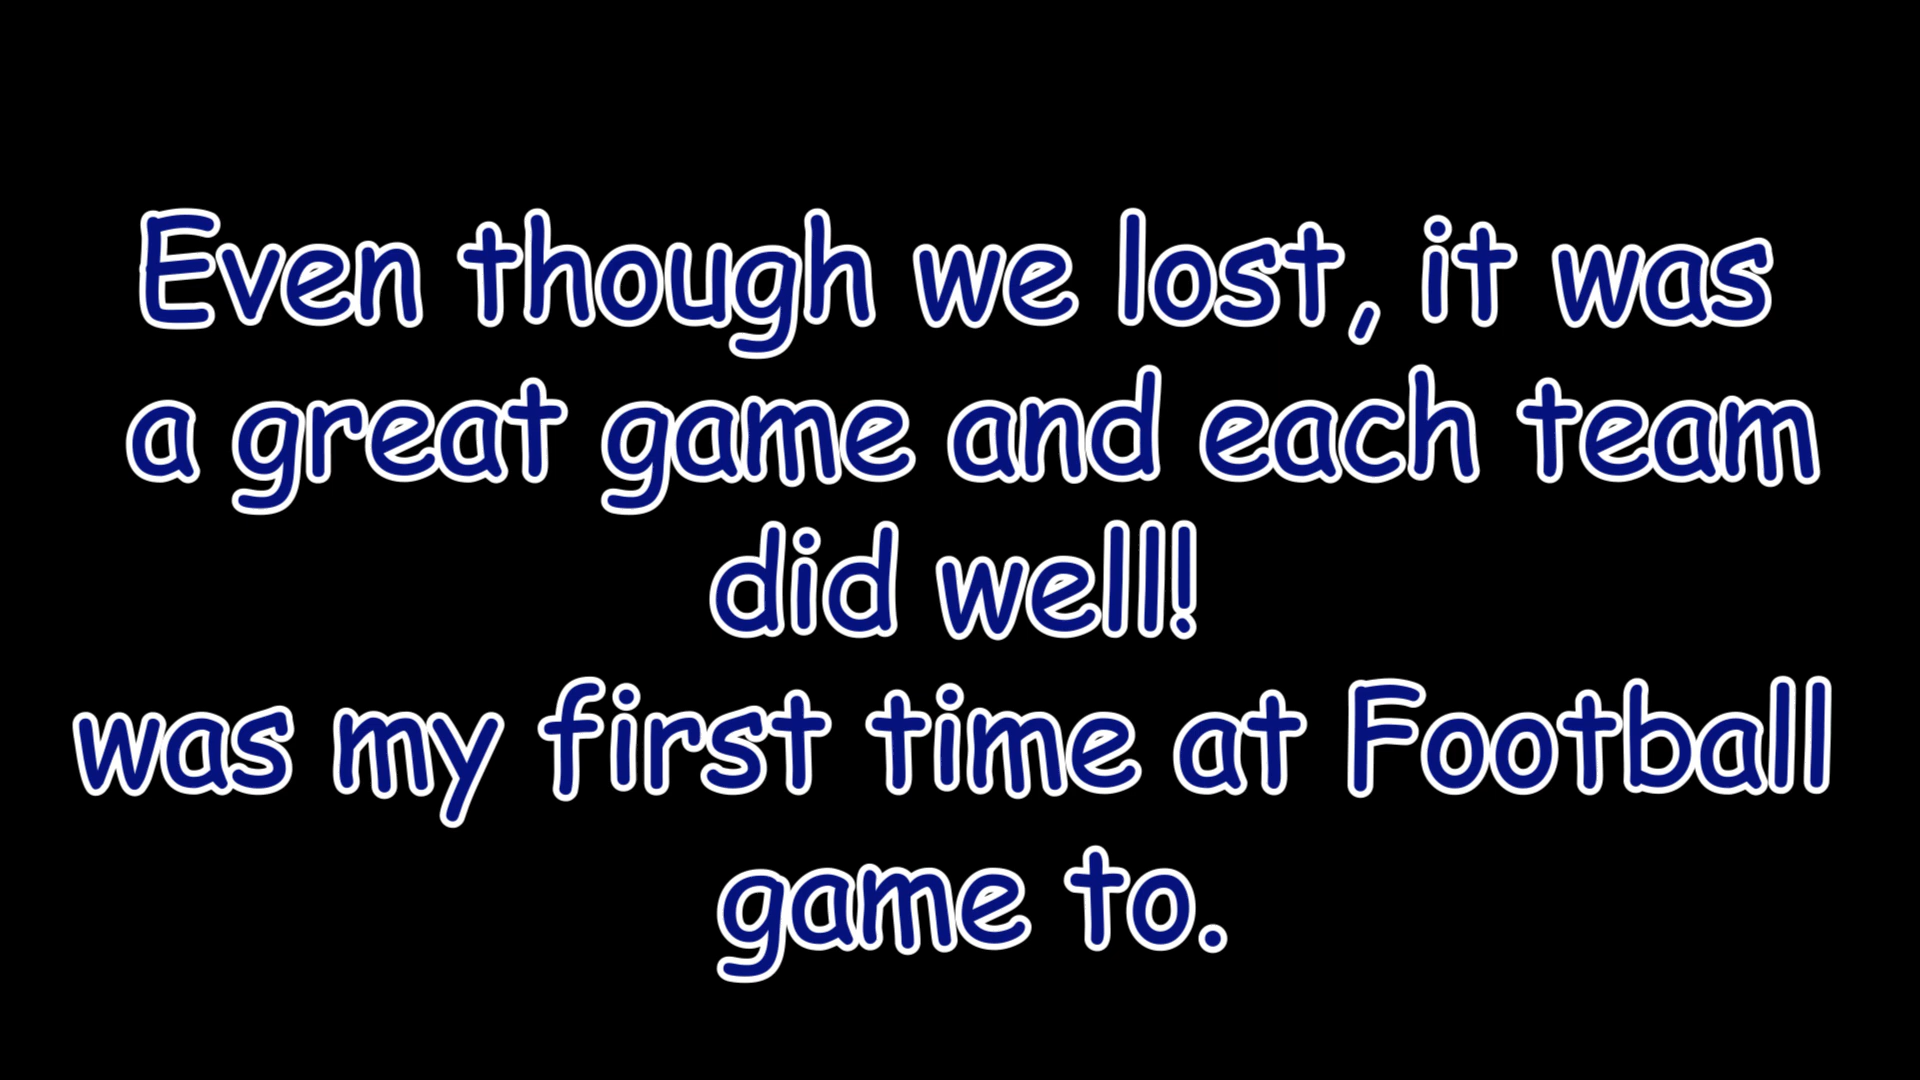 Even though we lost, it was
a great game and each team
did well!
was my first time at Football
game to.